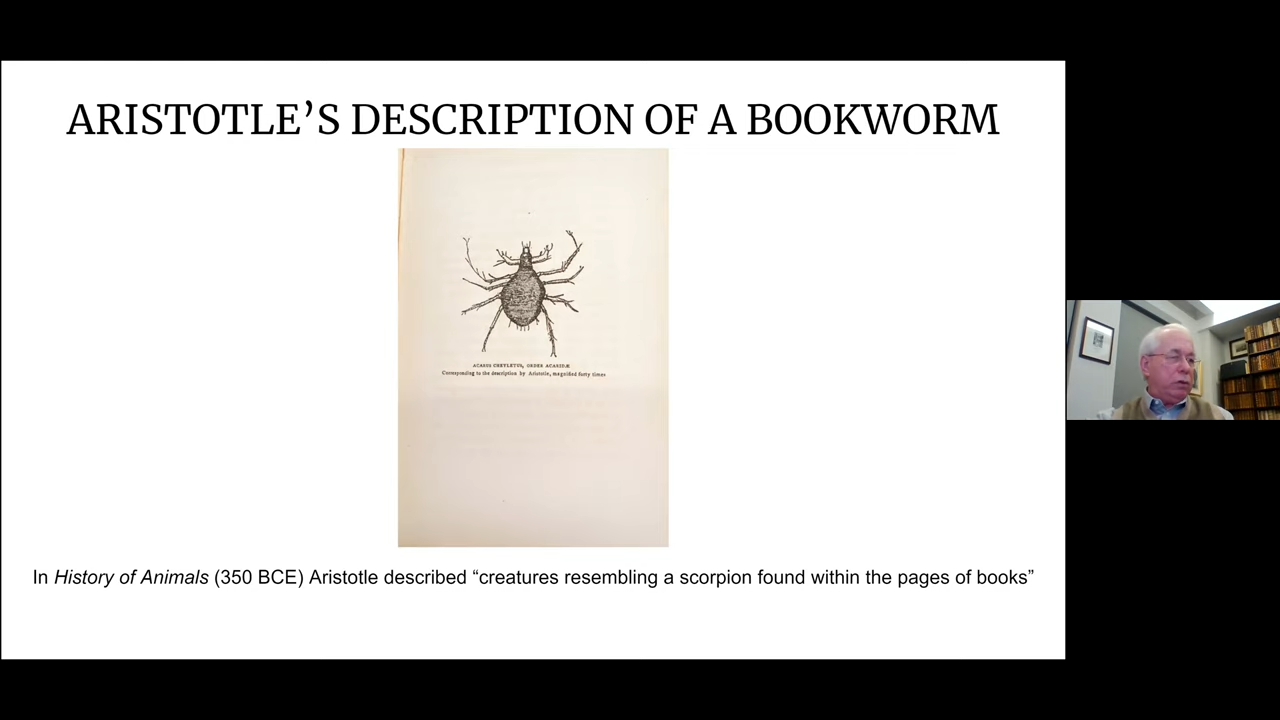 ARISTOTLE’S DESCRIPTION OF A BOOKWORM
ACARUS CHEYLETUS, ORDER ACARIDÆ
Corresponding to the description by Aristotle, magnified forty times
In History of Animals (350 BCE) Aristotle described “creatures resembling a scorpion found within the pages of books”